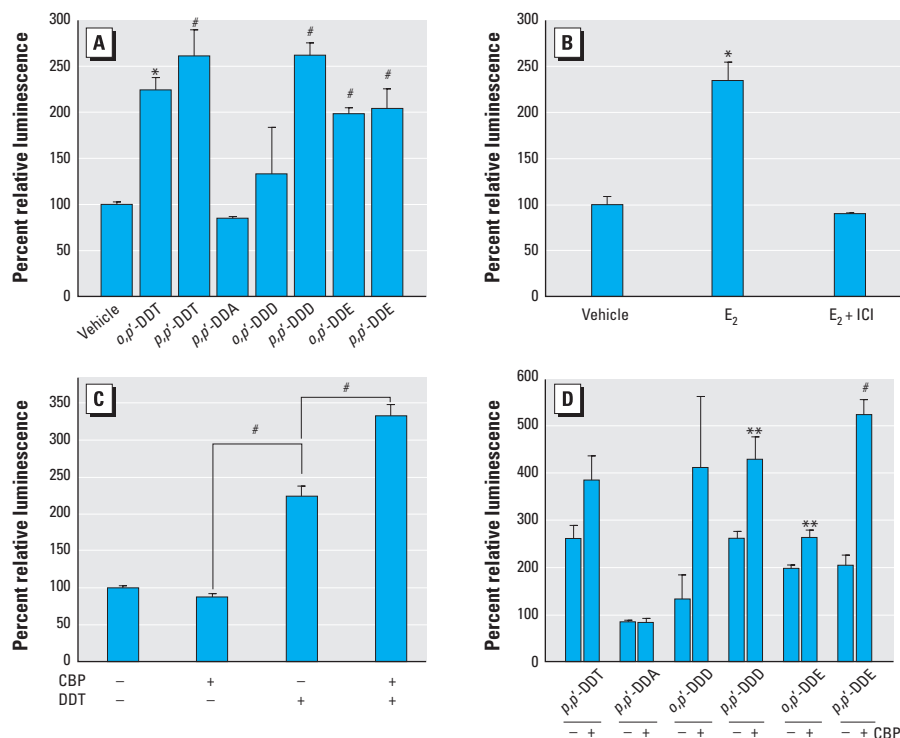 A
Percent relative luminescence
300
250
200
150
100
50
0
*
#
#
#
#
Vehicle
o,p′-DDT
p,p′-DDT
p,p′-DDA
o,p′-DDD
p,p′-DDD
o,p′-DDE
p,p′-DDE
B
Percent relative luminescence
300
250
200
150
100
50
0
*
Vehicle
E2
E2 + ICI
C
Percent relative luminescence
350
300
250
200
150
100
50
0
#
#
CBP – + – +
DDT – – + +
D
Percent relative luminescence
600
500
400
300
200
100
0
**
**
#
p,p′-DDT
p,p′-DDA
o,p′-DDD
p,p′-DDD
o,p′-DDE
p,p′-DDE
– + – + – + – + – + – + CBP